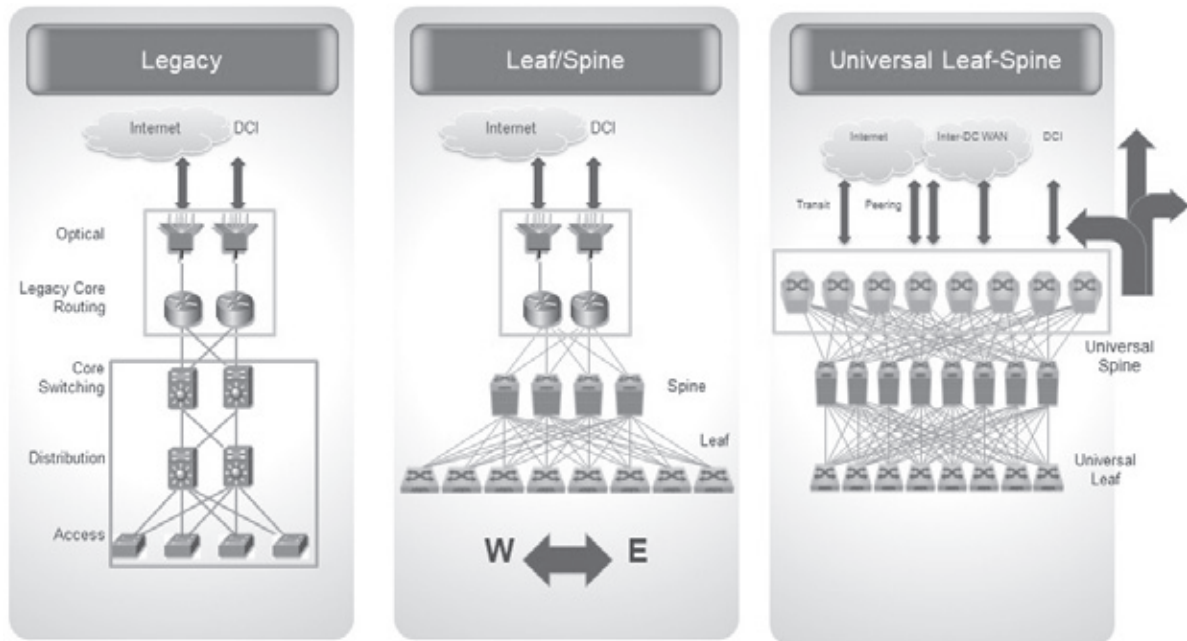 Legacy
Internet
DCI
Optical
Legacy Core
Routing
Core
Switching
Distribution
Access
Leaf/Spine
Internet
DCI
Spine
Leaf
W
E
Universal Leaf-Spine
Internet
Inter-DC WAN
DCI
Transit
Peering
Universal
Spine
Universal
Leaf